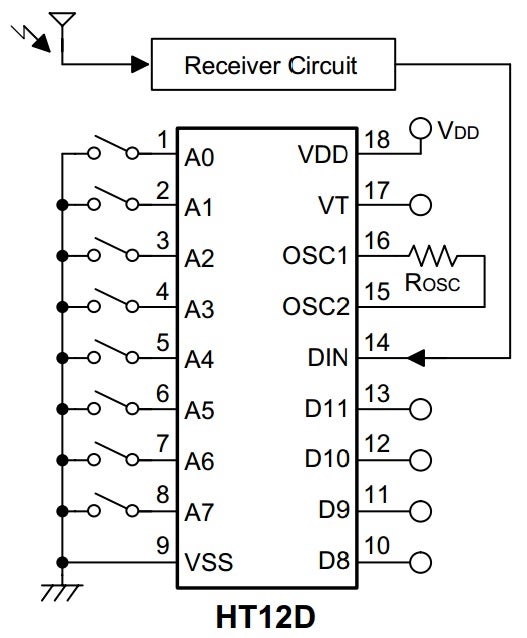 Receiver Circuit
1 A0 VDD 18 VDD
2 A1 VT 17
3 A2 OSC1 16
ROSC
4 A3 OSC2 15
5 A4 DIN 14
6 A5 D11 13
7 A6 D10 12
8 A7 D9 11
9 VSS D8 10
HT12D